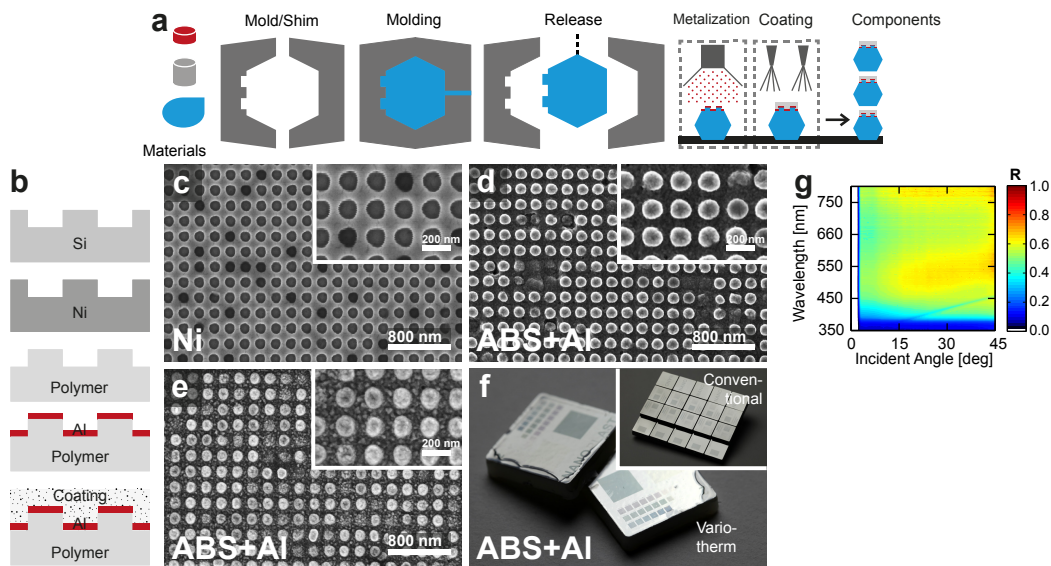 a
Mold/Shim
Molding
Release
Metalization
Coating
Components
Materials
b
Si
Ni
Polymer
Al
Polymer
Coating
Al
Polymer
c
200 nm
Ni
800 nm
d
200 nm
ABS+Al
800 nm
e
200 nm
ABS+Al
800 nm
f
Conven-
tional
NANO
Vario-
therm
ABS+Al
g
R
Wavelength [nm]
750
660
550
450
350
0
15
30
45
Incident Angle [deg]
1.0
0.8
0.6
0.4
0.2
0.0